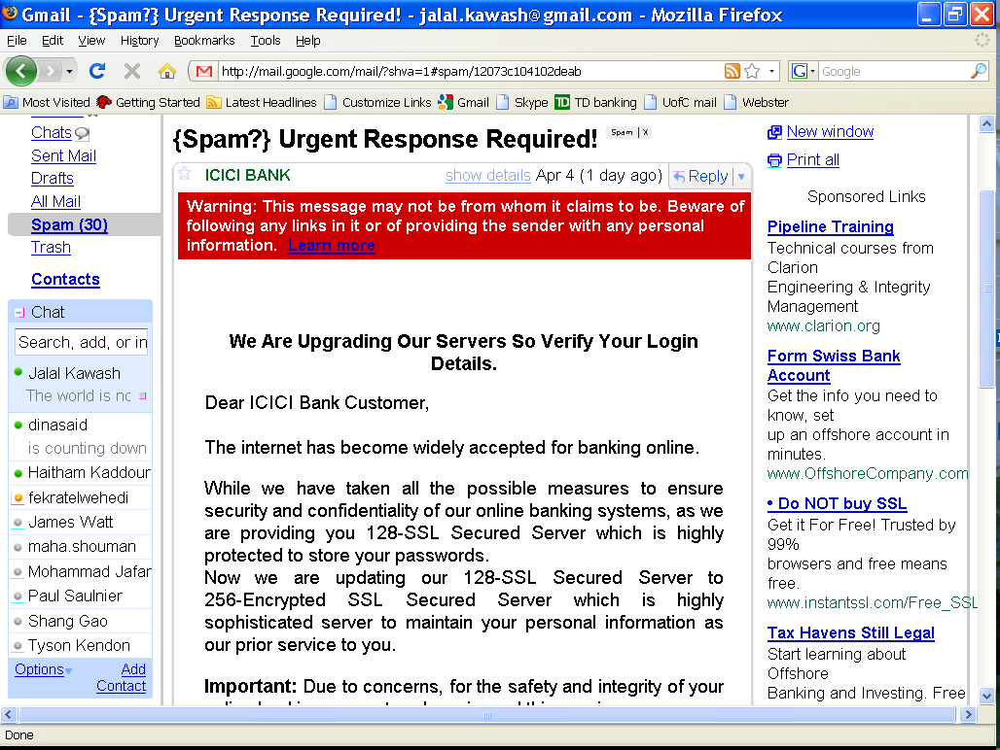 Gmail - {Spam?} Urgent Response Required! - jalal.kawash@gmail.com - Mozilla Firefox
File Edit View History Bookmarks Tools Help
http://mail.google.com/mail/?shva=1#spam/12073c104102deab
G Google
Most Visited Getting Started Latest Headlines Customize Links Gmail Skype TD TD banking UofC mail Webster
Chats
Sent Mail
Drafts
All Mail
Spam (30)
Trash
Contacts
Chat
Search, add, or in
Jalal Kawash
The world is no
dinasaid
is counting down
Haitham Kaddour
fekratelwehedi
James Watt
maha.shouman
Mohammad Jafar
Paul Saulnier
Shang Gao
Tyson Kendon
Options
Add
Contact
{Spam?} Urgent Response Required! Spam | X
ICICI BANK show details Apr 4 (1 day ago) Reply
Warning: This message may not be from whom it claims to be. Beware of
following any links in it or of providing the sender with any personal
information. Learn more
We Are Upgrading Our Servers So Verify Your Login
Details.
Dear ICICI Bank Customer,
The internet has become widely accepted for banking online.
While we have taken all the possible measures to ensure
security and confidentiality of our online banking systems, as we
are providing you 128-SSL Secured Server which is highly
protected to store your passwords.
Now we are updating our 128-SSL Secured Server to
256-Encrypted SSL Secured Server which is highly
sophisticated server to maintain your personal information as
our prior service to you.
Important: Due to concerns, for the safety and integrity of your
New window
Print all
Sponsored Links
Pipeline Training
Technical courses from
Clarion
Engineering & Integrity
Management
www.clarion.org
Form Swiss Bank
Account
Get the info you need to
know, set
up an offshore account in
minutes.
www.OffshoreCompany.com
• Do NOT buy SSL
Get it For Free! Trusted by
99%
browsers and free means
free.
www.instantssl.com/Free_SSL
Tax Havens Still Legal
Start learning about
Offshore
Banking and Investing. Free
Done